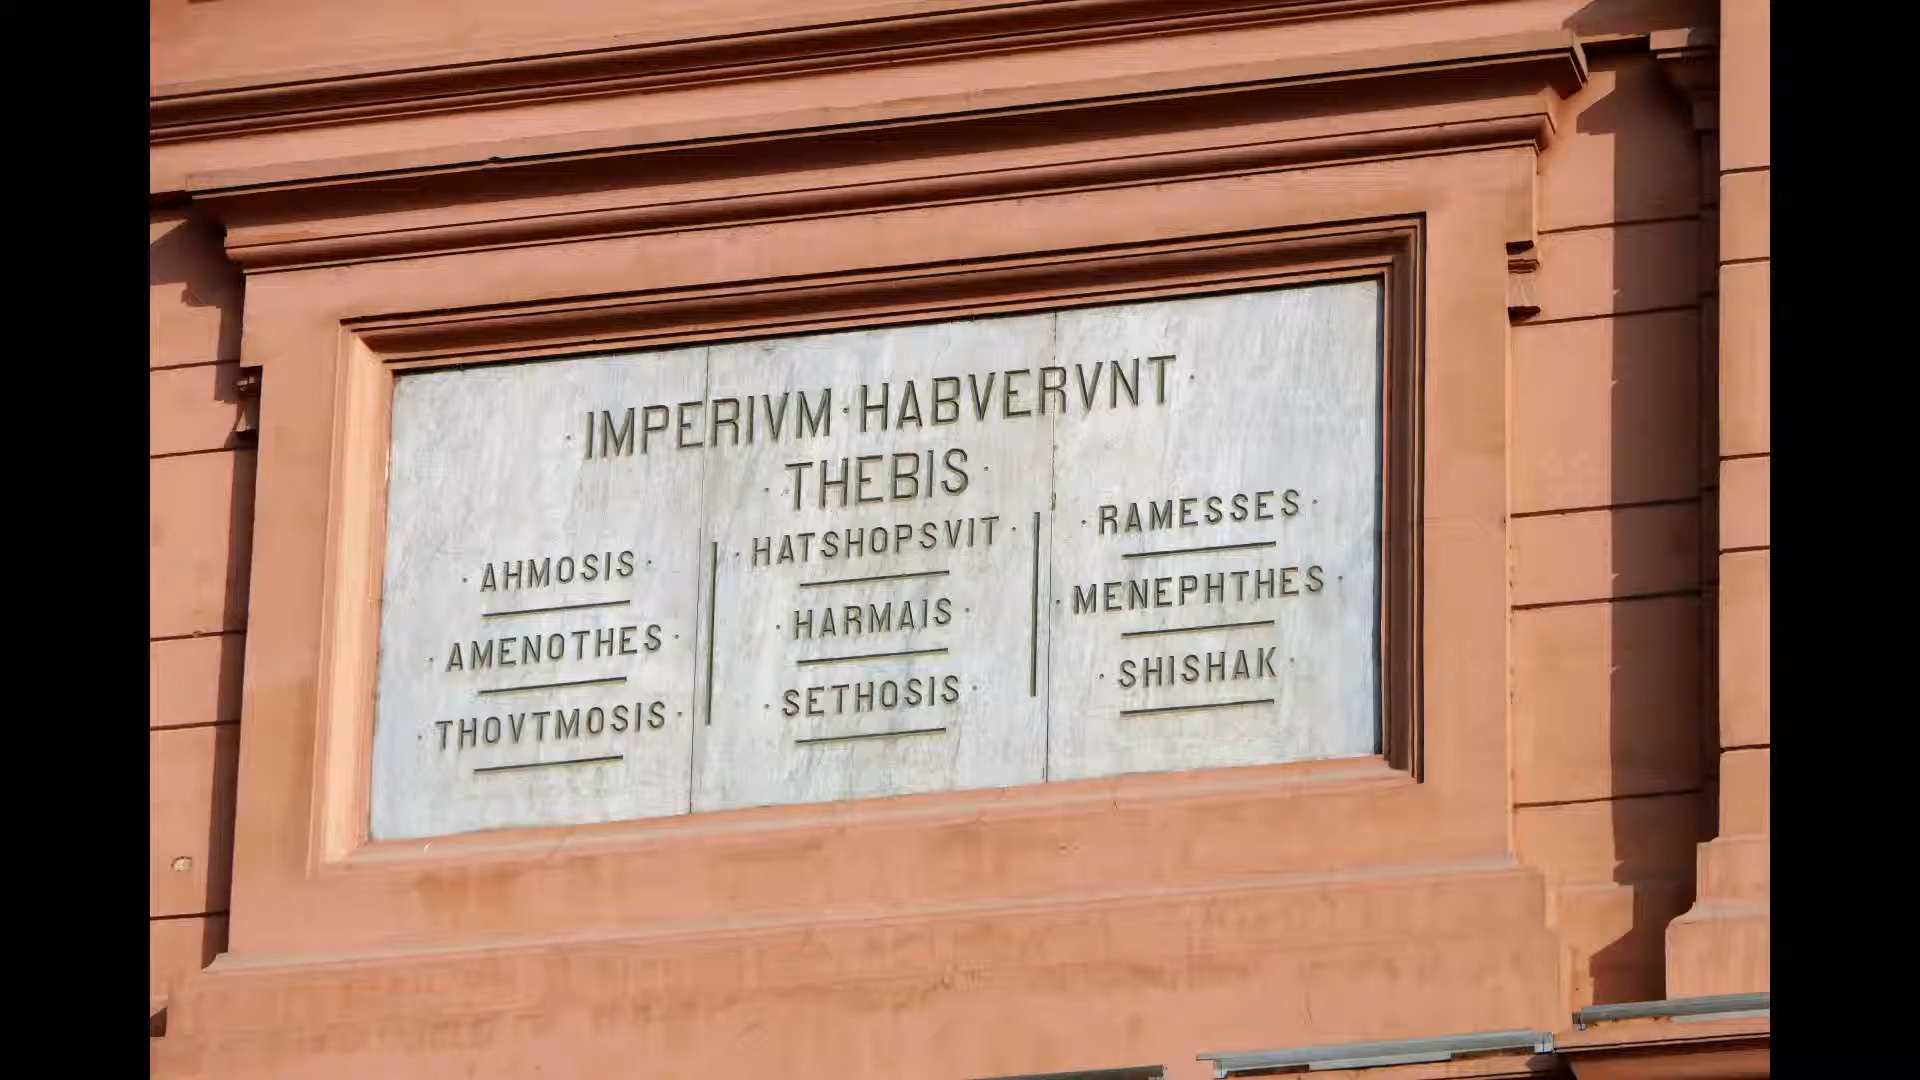 ·IMPERIVM·HABVERVNT·
·THEBIS·
·AHMOSIS·
·AMENOTHES·
·THOVTMOSIS·
·HATSHOPSVIT·
·HARMAIS·
·SETHOSIS·
·RAMESSES·
·MENEPHTHES·
·SHISHAK·